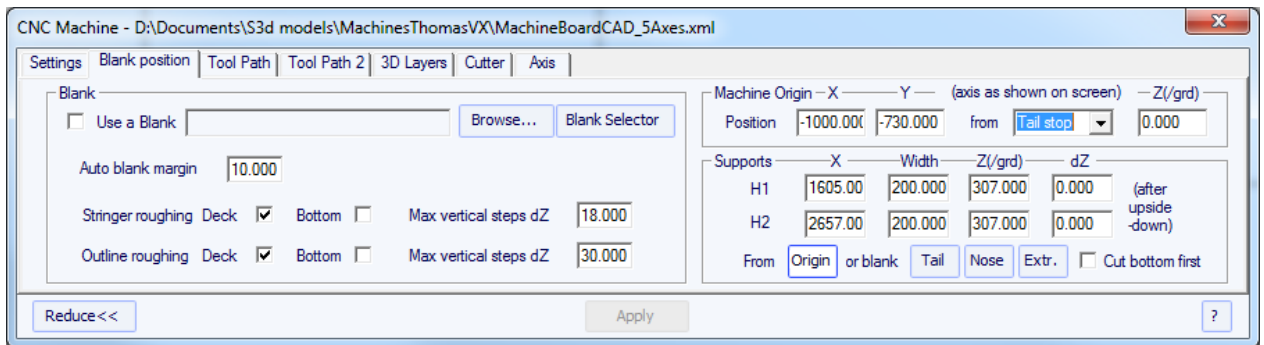 CNC Machine - D:\Documents\S3d models\MachinesThomasVX\MachineBoardCAD_5Axes.xml
x
Settings Blank position Tool Path Tool Path 2 3D Layers Cutter Axis
Blank
Use a Blank Browse... Blank Selector
Auto blank margin 10.000
Stringer roughing Deck Bottom Max vertical steps dZ 18.000
Outline roughing Deck Bottom Max vertical steps dZ 30.000
Machine Origin X Y (axis as shown on screen) Z(/grd)
Position -1000.000 -730.000 from Tail stop 0.000
Supports X Width Z(/grd) dZ
H1 1605.00 200.000 307.000 0.000 (after
upside
H2 2657.00 200.000 307.000 0.000 -down)
From Origin or blank Tail Nose Extr. Cut bottom first
Reduce<< Apply ?